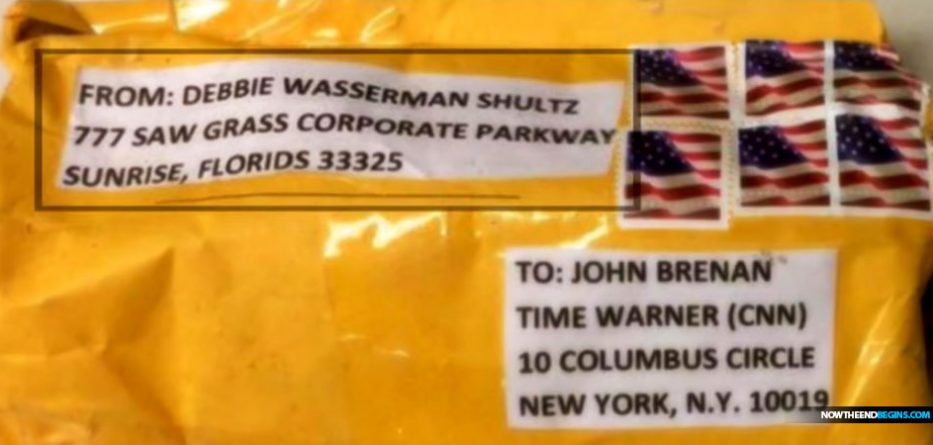 FROM: DEBBIE WASSERMAN SHULTZ
777 SAW GRASS CORPORATE PARKWAY
SUNRISE, FLORIDS 33325
TO: JOHN BRENAN
TIME WARNER (CNN)
10 COLUMBUS CIRCLE
NEW YORK, N.Y. 10019
NOWTHEENDBEGINS.COM